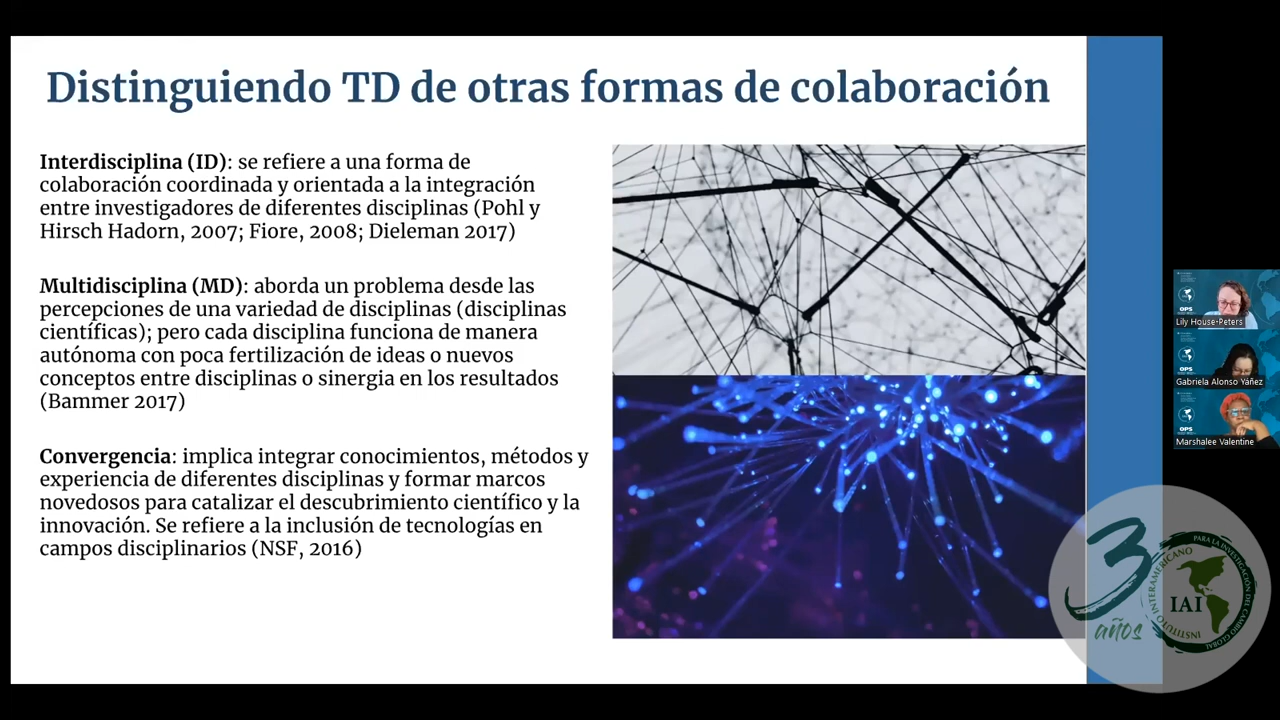 Distinguiendo TD de otras formas de colaboración
Interdisciplina (ID): se refiere a una forma de
colaboración coordinada y orientada a la integración
entre investigadores de diferentes disciplinas (Pohl y
Hirsch Hadorn, 2007; Fiore, 2008; Dieleman 2017)
Multidisciplina (MD): aborda un problema desde las
percepciones de una variedad de disciplinas (disciplinas
científicas); pero cada disciplina funciona de manera
autónoma con poca fertilización de ideas o nuevos
conceptos entre disciplinas o sinergia en los resultados
(Bammer 2017)
Convergencia: implica integrar conocimientos, métodos y
experiencia de diferentes disciplinas y formar marcos
novedosos para catalizar el descubrimiento científico y la
innovación. Se refiere a la inclusión de tecnologías en
campos disciplinarios (NSF, 2016)
OPS
Lily House-Peters
OPS
Gabriela Alonso Yáñez
OPS
Marshalee Valentine
30 años
INSTITUTO INTERAMERICANO PARA LA INVESTIGACIÓN DEL CAMBIO GLOBAL
IAI